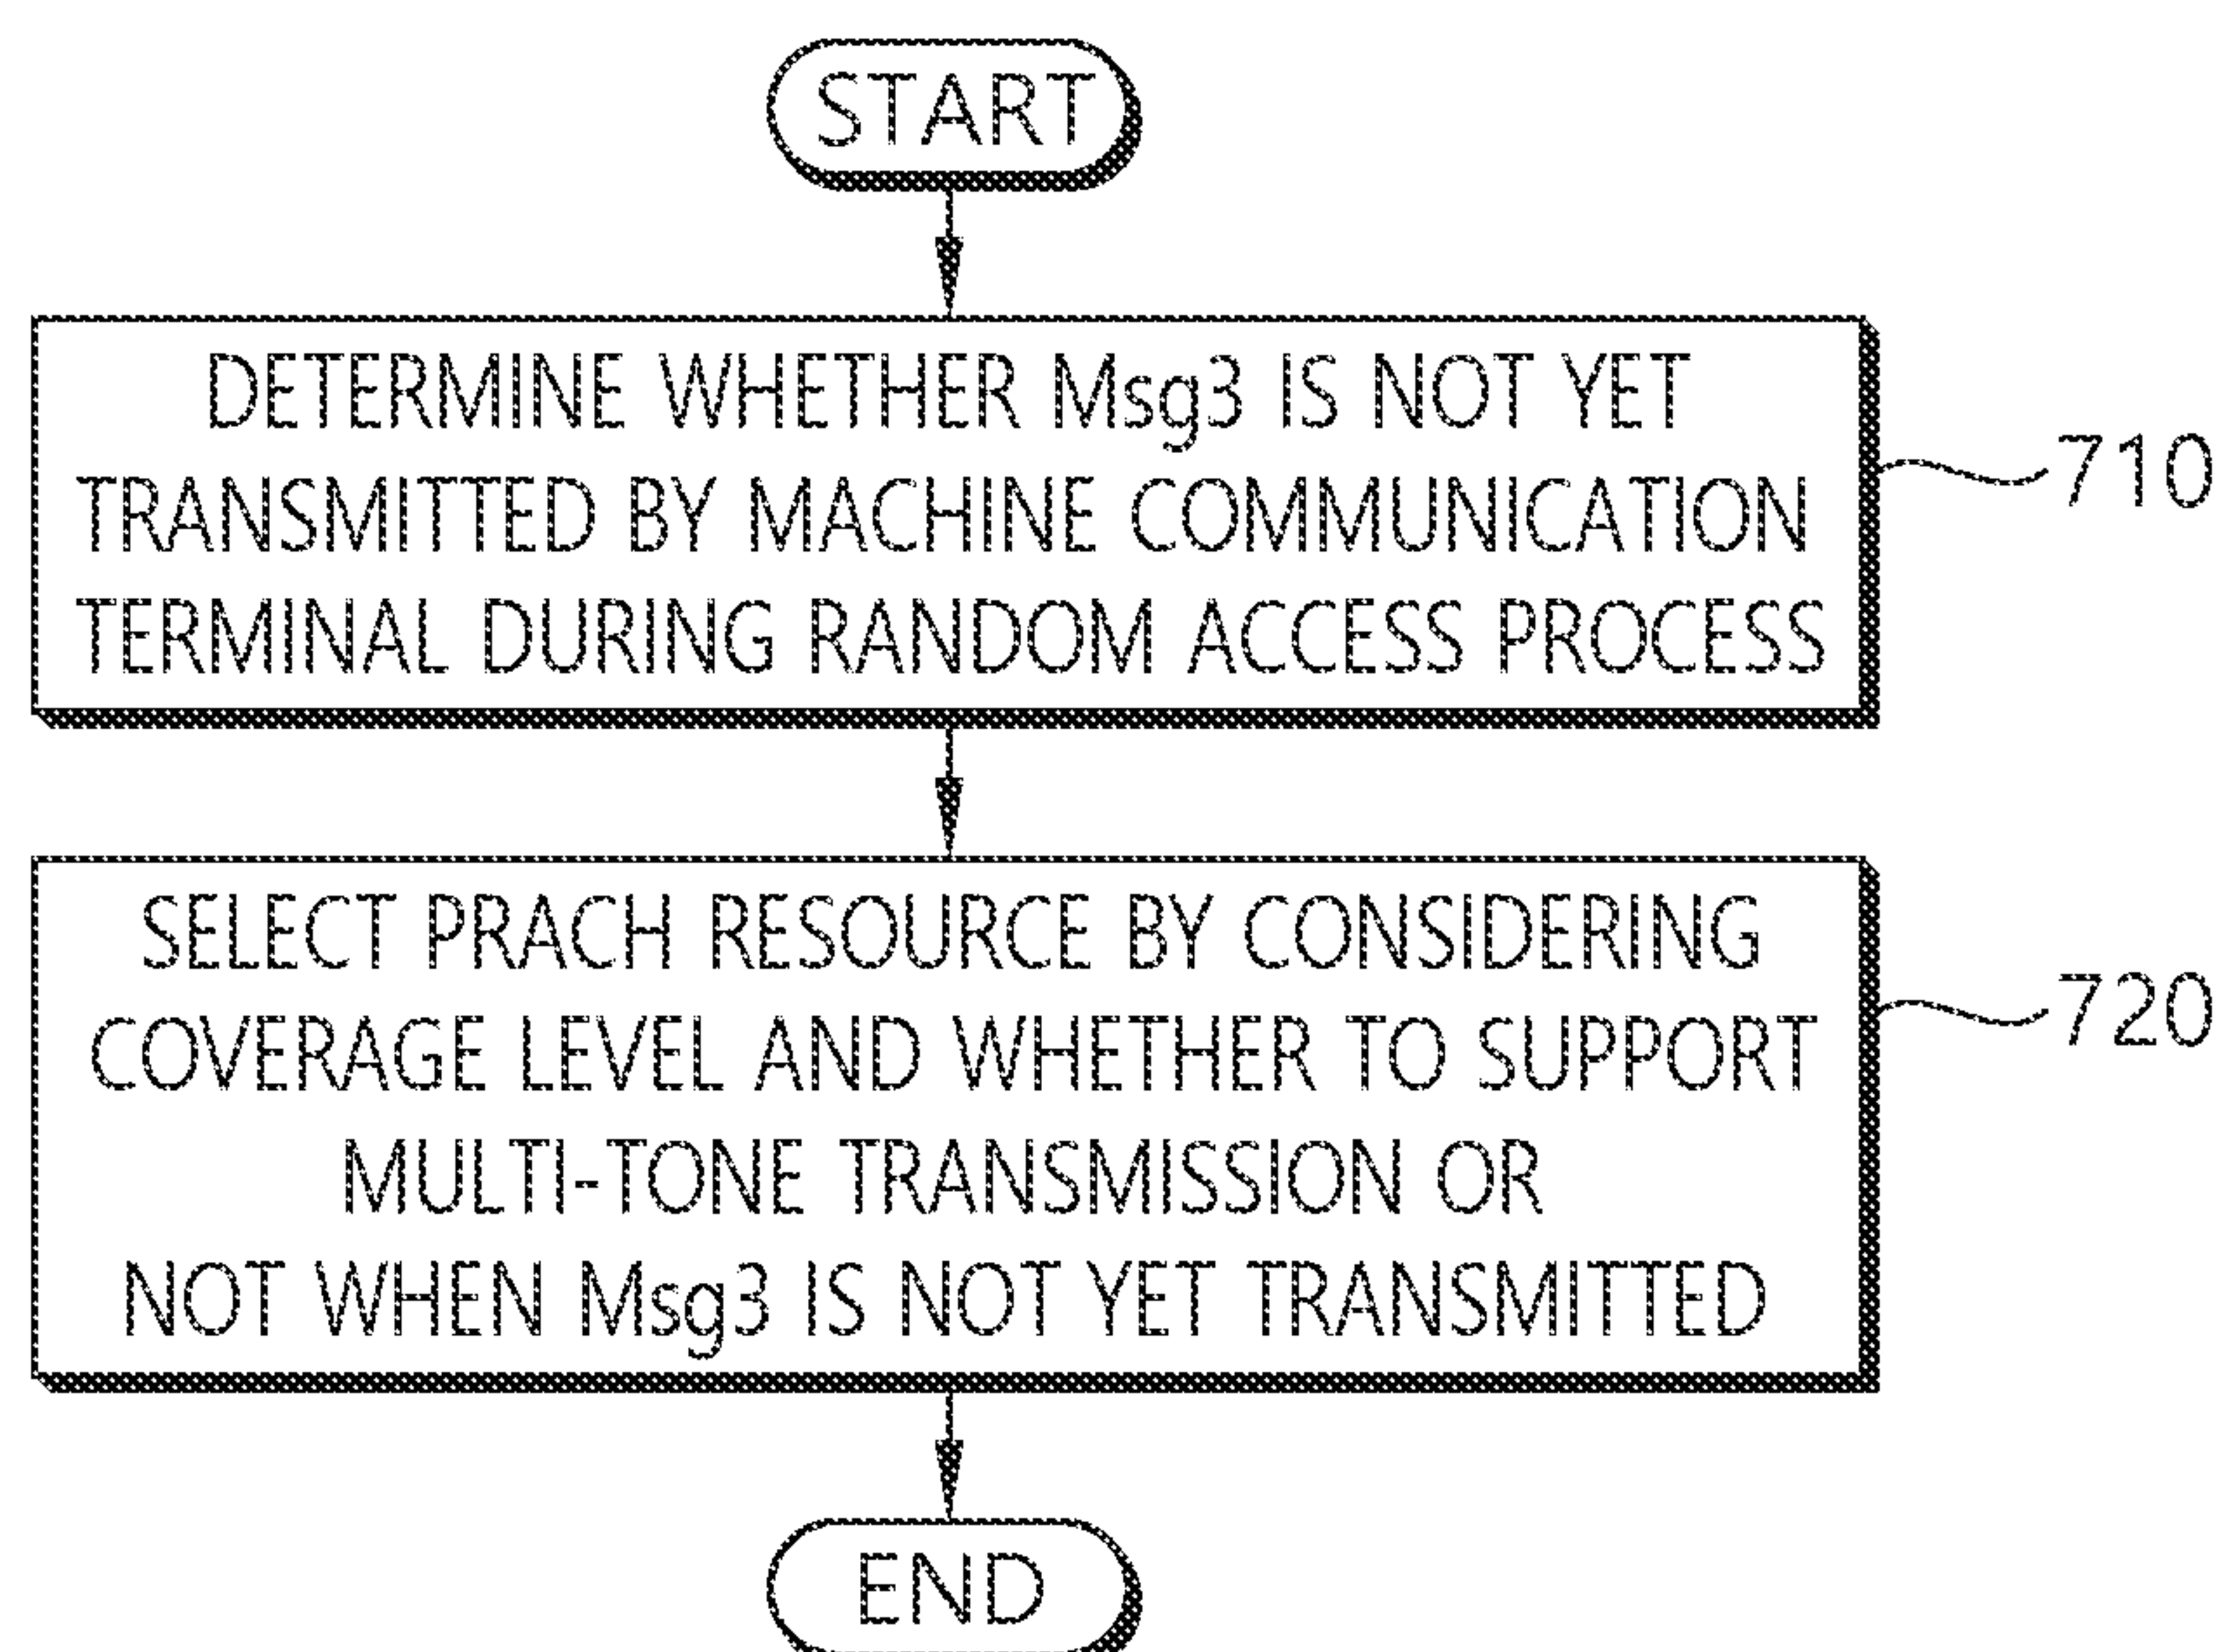 START
DETERMINE WHETHER Msg3 IS NOT YET
TRANSMITTED BY MACHINE COMMUNICATION
TERMINAL DURING RANDOM ACCESS PROCESS
710
SELECT PRACH RESOURCE BY CONSIDERING
COVERAGE LEVEL AND WHETHER TO SUPPORT
MULTI-TONE TRANSMISSION OR
NOT WHEN Msg3 IS NOT YET TRANSMITTED
720
END